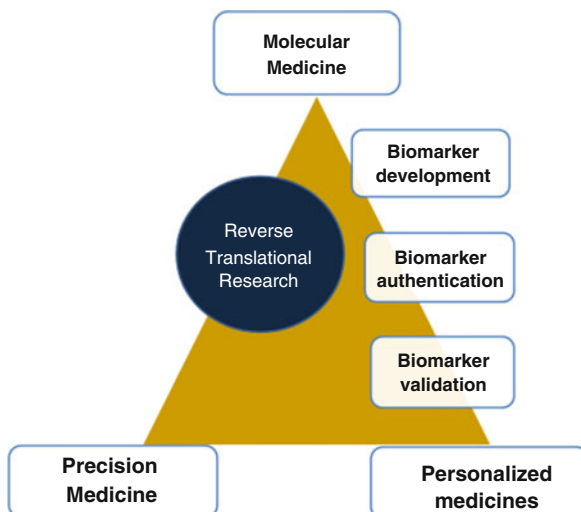 Molecular
Medicine
Biomarker
development
Reverse
Translational
Research
Biomarker
authentication
Biomarker
validation
Precision
Medicine
Personalized
medicines